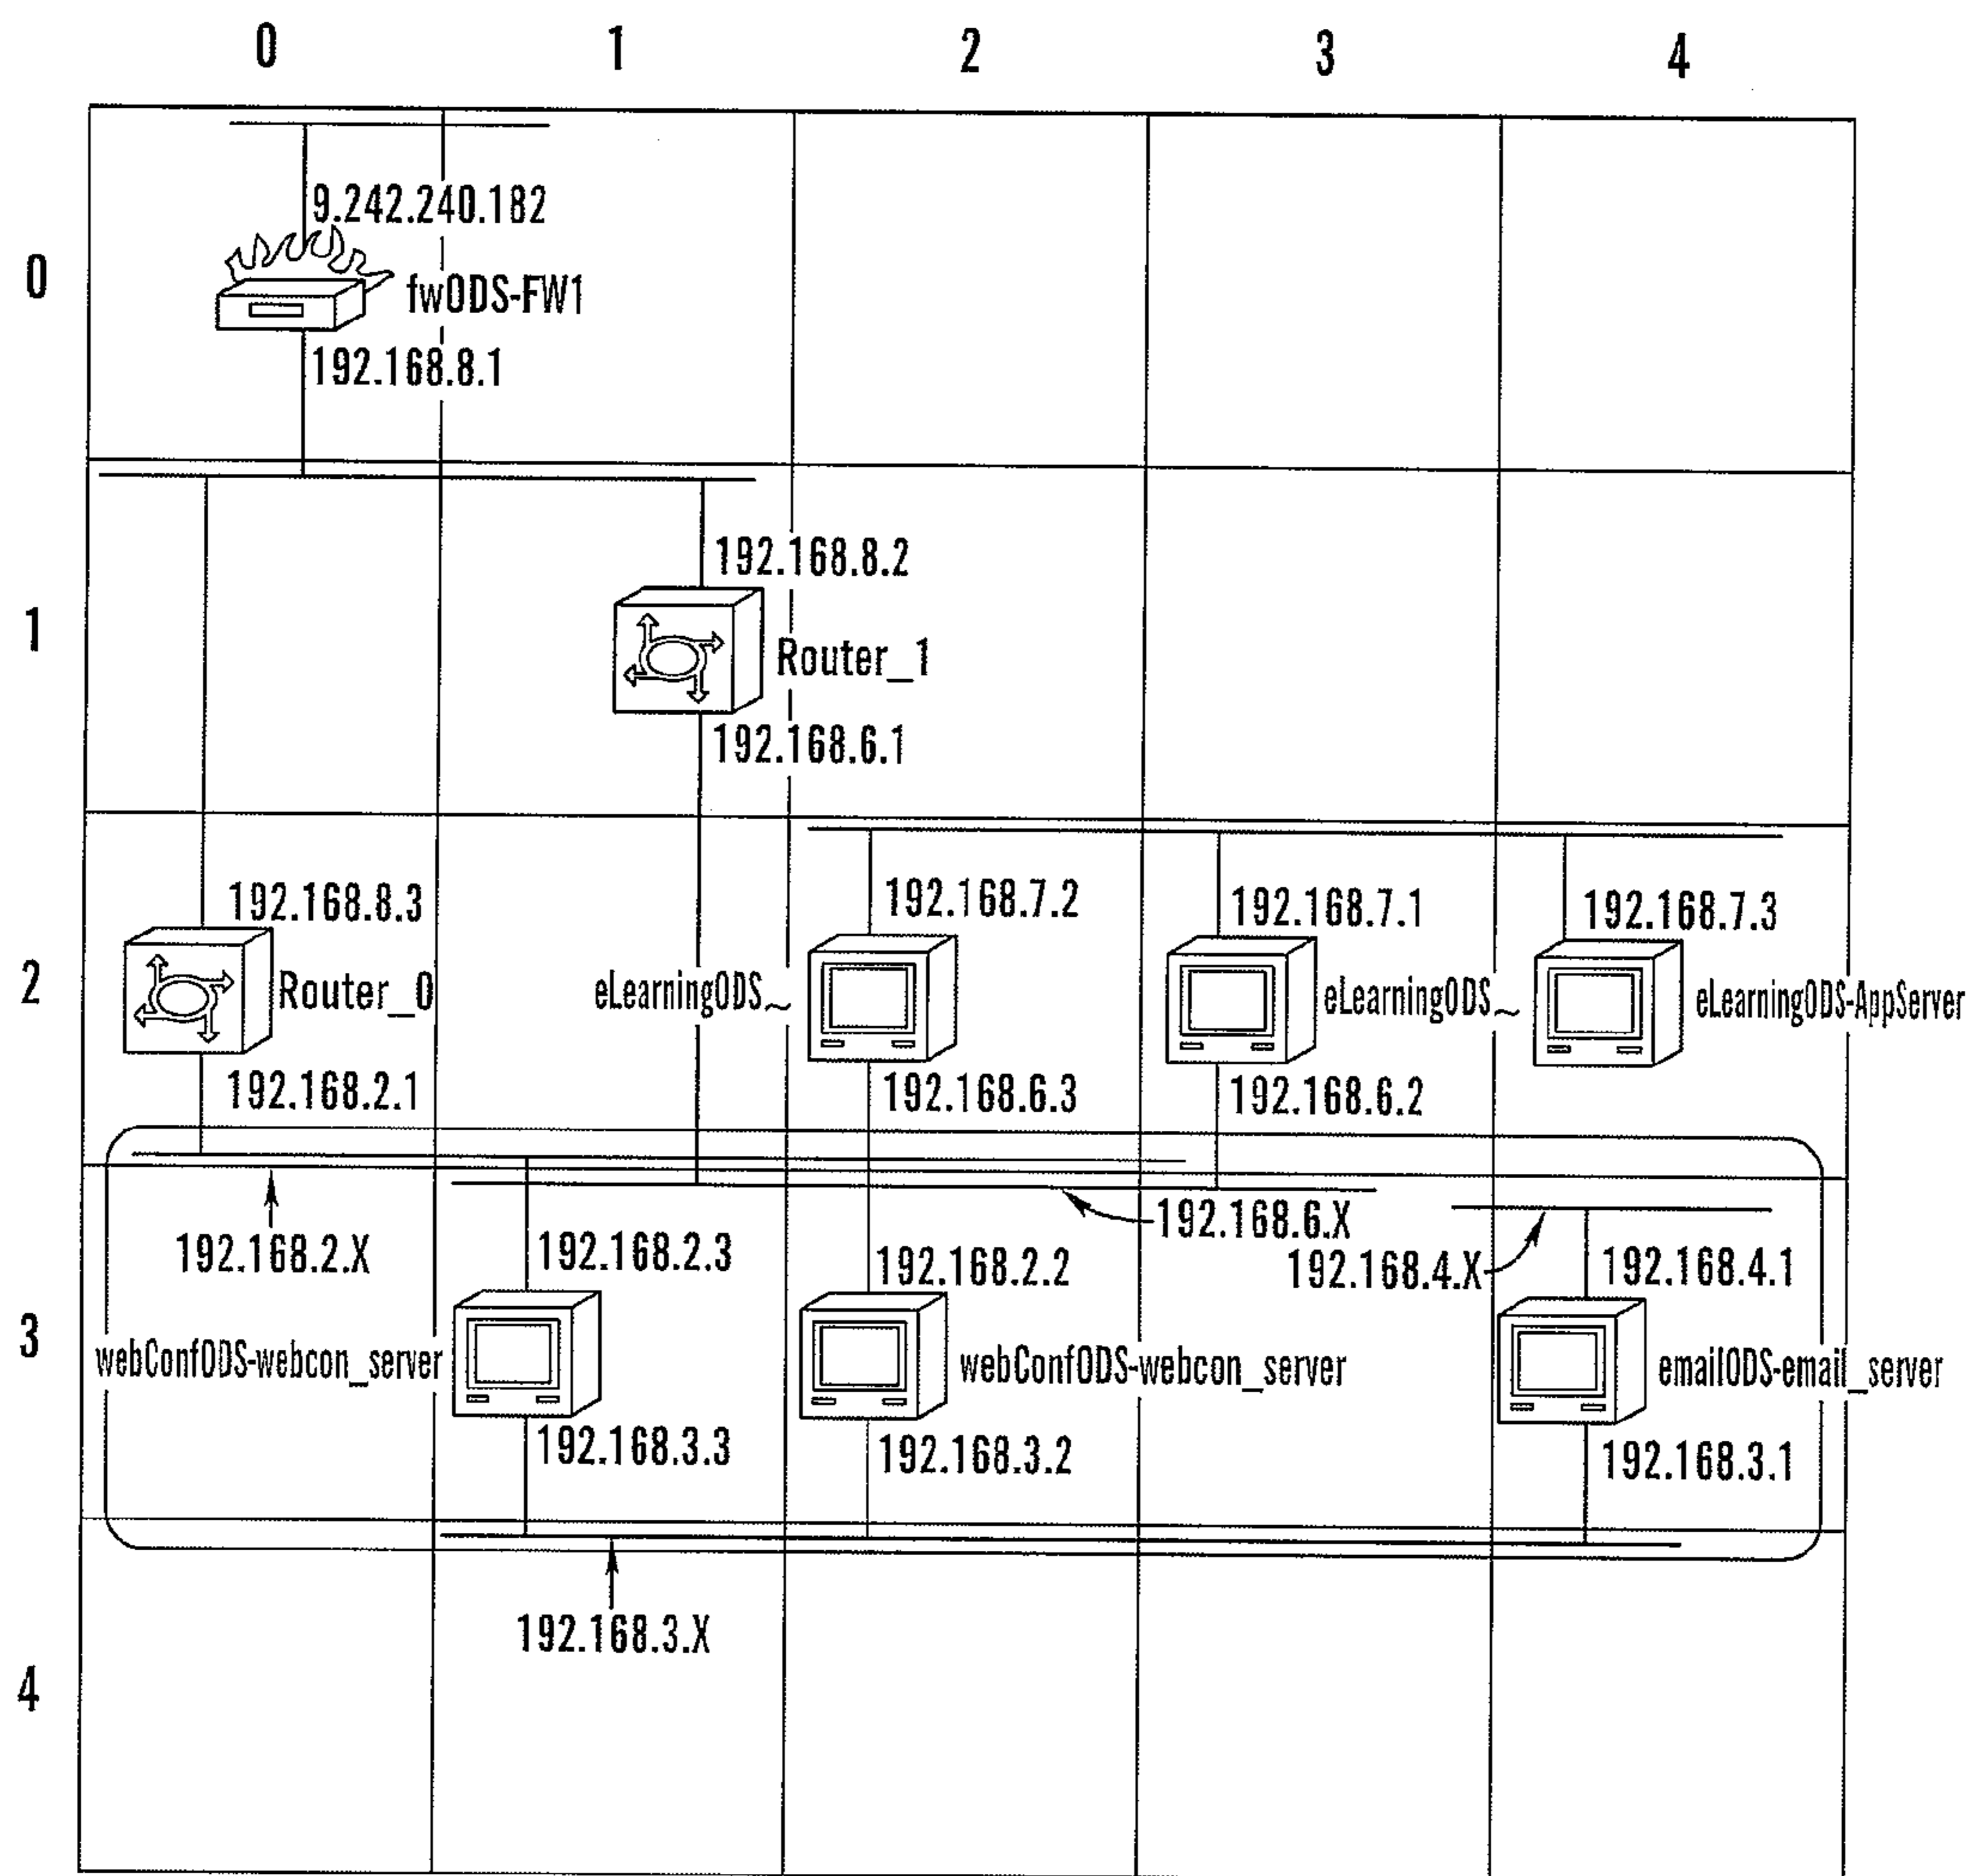 0 1 2 3 4
0
9.242.240.182
fwODS-FW1
192.168.8.1
1
192.168.8.2
Router_1
192.168.6.1
2
192.168.8.3
192.168.7.2
192.168.7.1
192.168.7.3
Router_0
eLearningODS~
eLearningODS~
eLearningODS-AppServer
192.168.2.1
192.168.6.3
192.168.6.2
3
192.168.2.X
192.168.2.3
192.168.2.2
192.168.6.X
192.168.4.X
192.168.4.1
webConfODS-webcon_server
webConfODS-webcon_server
emailODS-email_server
192.168.3.3
192.168.3.2
192.168.3.1
192.168.3.X
4